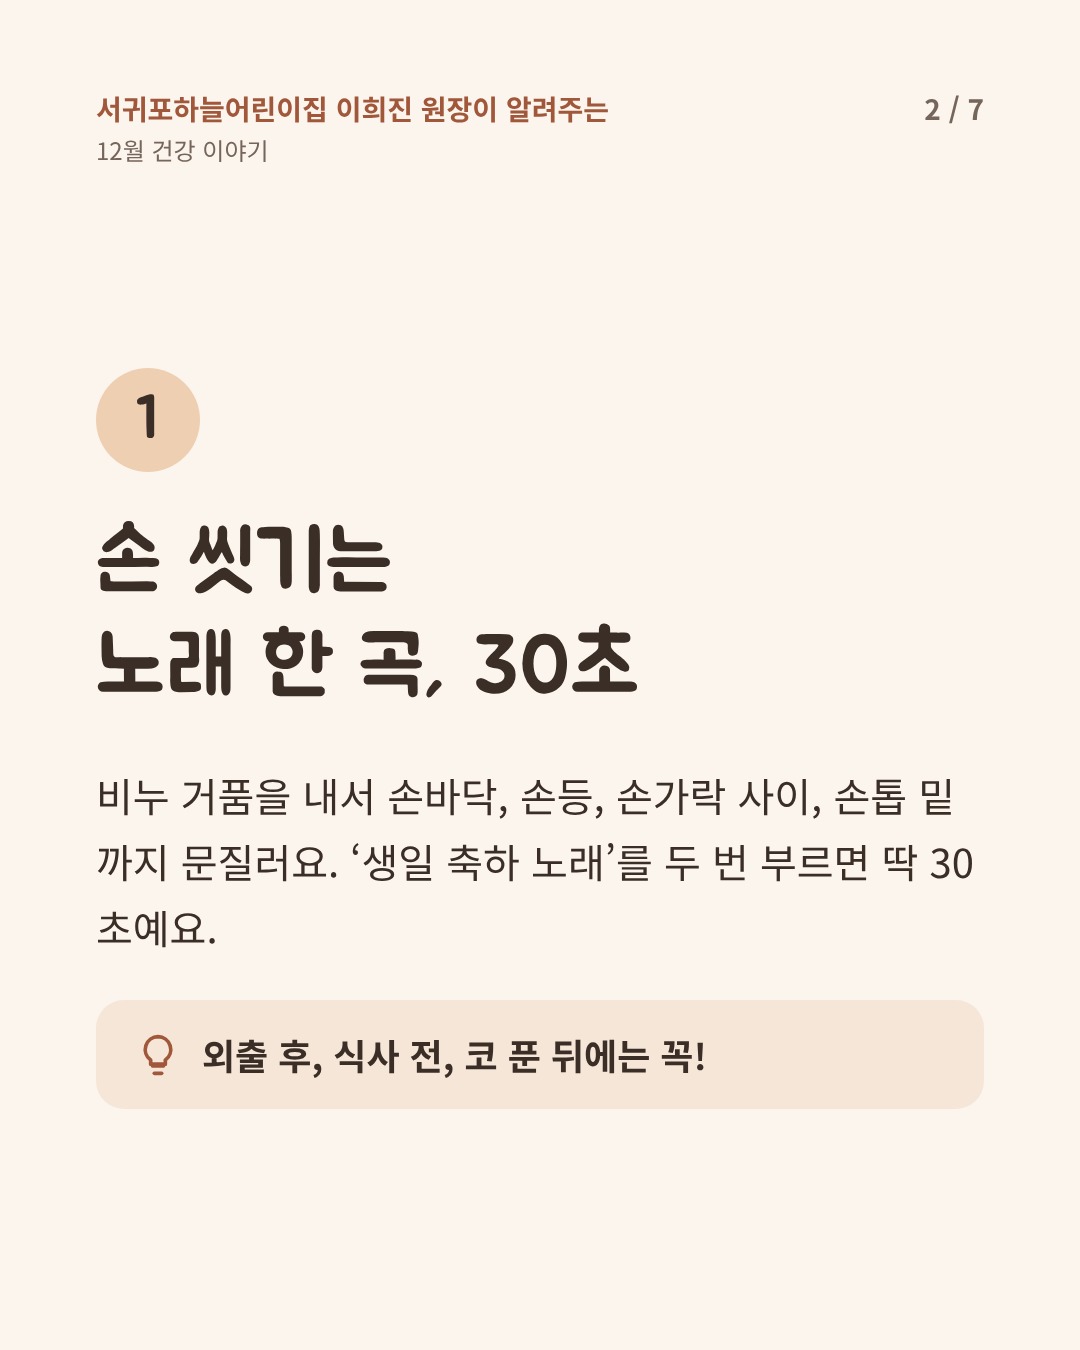 서귀포하늘어린이집 이희진 원장이 알려주는
2 / 7
12월 건강 이야기
1
손 씻기는
노래 한 곡, 30초
비누 거품을 내서 손바닥, 손등, 손가락 사이, 손톱 밑
까지 문질러요. ‘생일 축하 노래’를 두 번 부르면 딱 30
초예요.
외출 후, 식사 전, 코 푼 뒤에는 꼭!